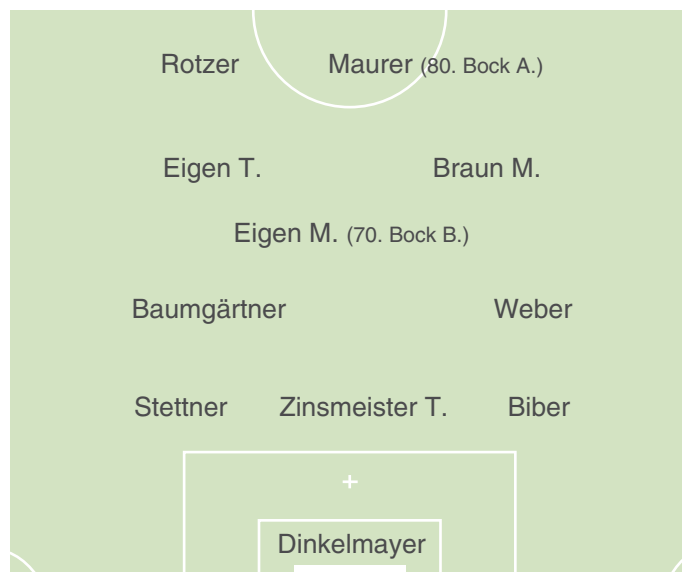 Rotzer Maurer (80. Bock A.)
Eigen T. Braun M.
Eigen M. (70. Bock B.)
Baumgärtner Weber
Stettner Zinsmeister T. Biber
Dinkelmayer